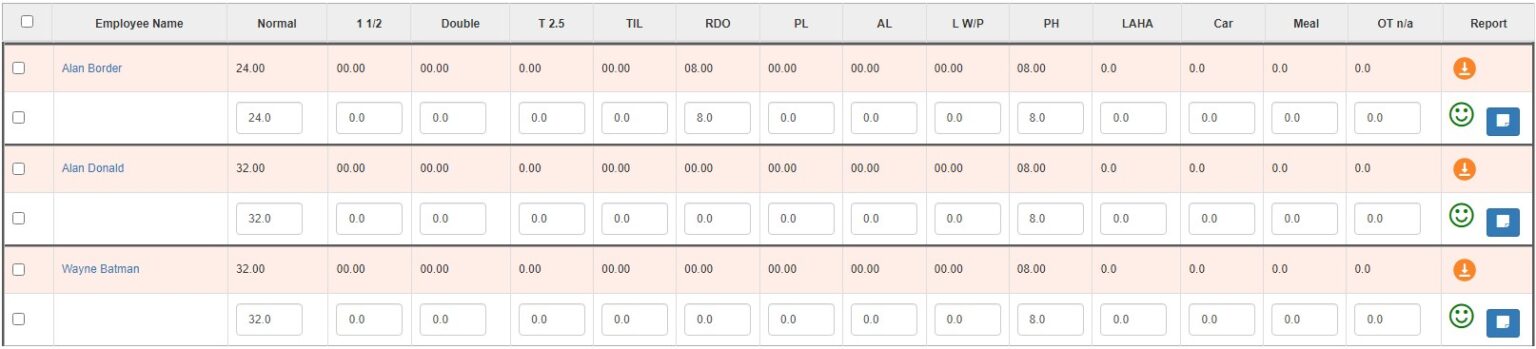 Employee Name Normal 1 1/2 Double T 2.5 TIL RDO PL AL L W/P PH LAHA Car Meal OT n/a Report
Alan Border 24.00 00.00 00.00 0.00 00.00 08.00 00.00 00.00 00.00 08.00 0.0 0.0 0.0 0.0
24.0 0.0 0.0 0.0 0.0 8.0 0.0 0.0 0.0 8.0 0.0 0.0 0.0 0.0
Alan Donald 32.00 00.00 00.00 0.00 00.00 00.00 00.00 00.00 00.00 08.00 0.0 0.0 0.0 0.0
32.0 0.0 0.0 0.0 0.0 0.0 0.0 0.0 0.0 8.0 0.0 0.0 0.0 0.0
Wayne Batman 32.00 00.00 00.00 0.00 00.00 00.00 00.00 00.00 00.00 08.00 0.0 0.0 0.0 0.0
32.0 0.0 0.0 0.0 0.0 0.0 0.0 0.0 0.0 8.0 0.0 0.0 0.0 0.0